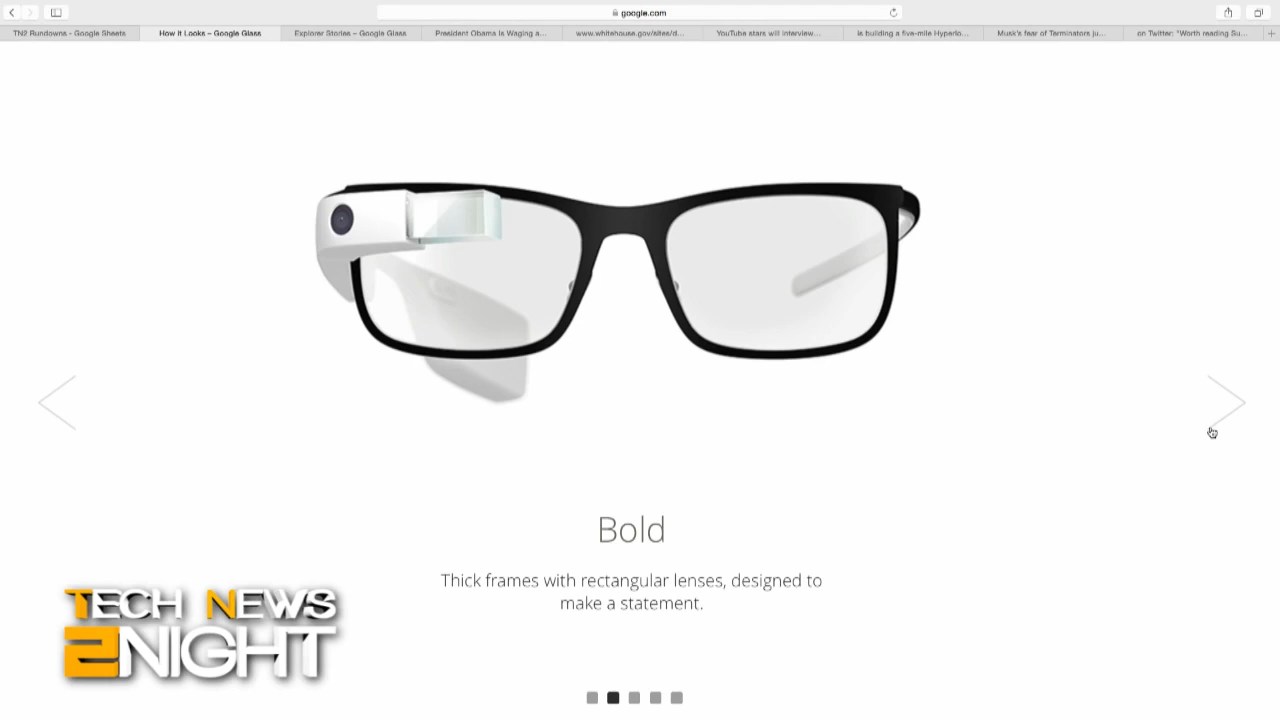 google.com
TN2 Rundowns - Google Sheets
How it Looks – Google Glass
Explorer Stories – Google Glass
President Obama Is Waging a...
www.whitehouse.gov/sites/d...
YouTube stars will interview...
is building a five-mile Hyperlo...
Musk's fear of Terminators ju...
on Twitter: "Worth reading Su...
Bold
Thick frames with rectangular lenses, designed to
make a statement.
TECH NEWS
2NIGHT